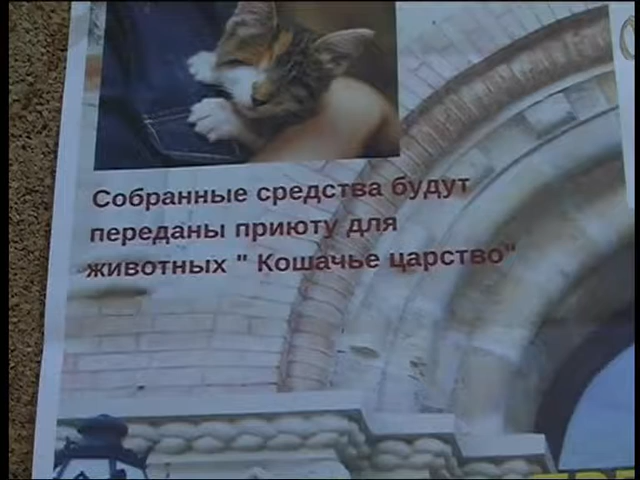 Собранные средства будут
переданы приюту для
животных " Кошачье царство"